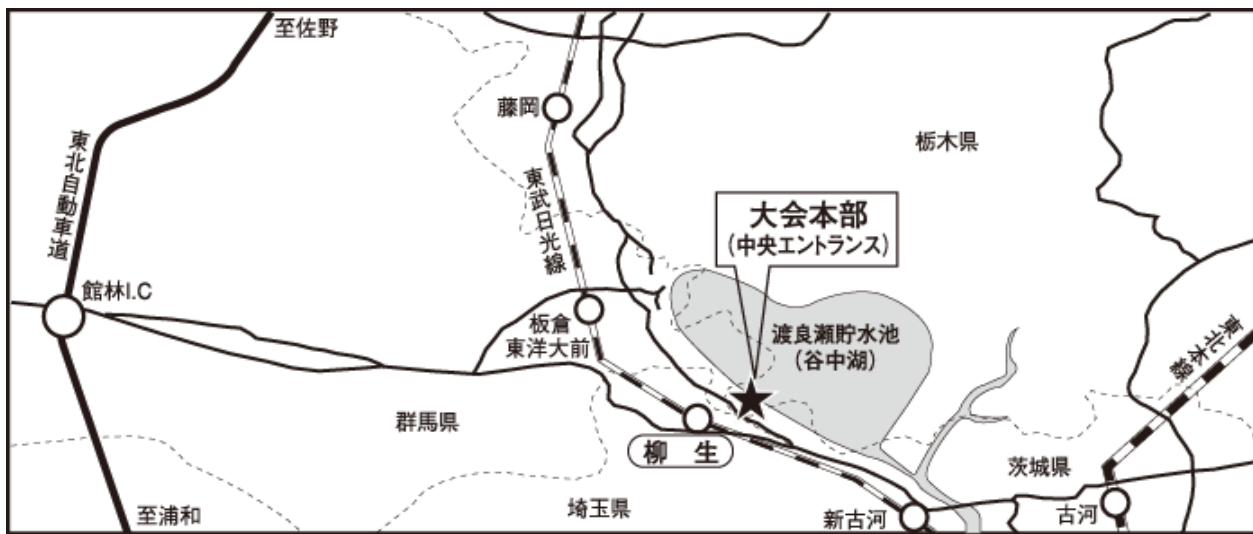 至佐野
藤岡
栃木県
東北自動車道
東武日光線
大会本部
(中央エントランス)
館林I.C
板倉
東洋大前
渡良瀬貯水池
(谷中湖)
東北本線
群馬県
柳 生
茨城県
至浦和
埼玉県
新古河
古河